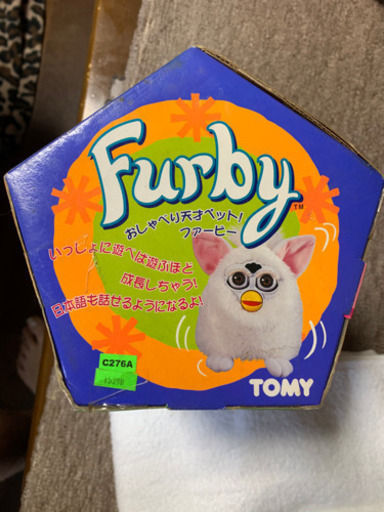 Furby™
おしゃべり天才ペット!
ファービー
いっしょに遊べば遊ぶほど
成長しちゃう!
日本語も話せるようになるよ!
C276A
TOMY